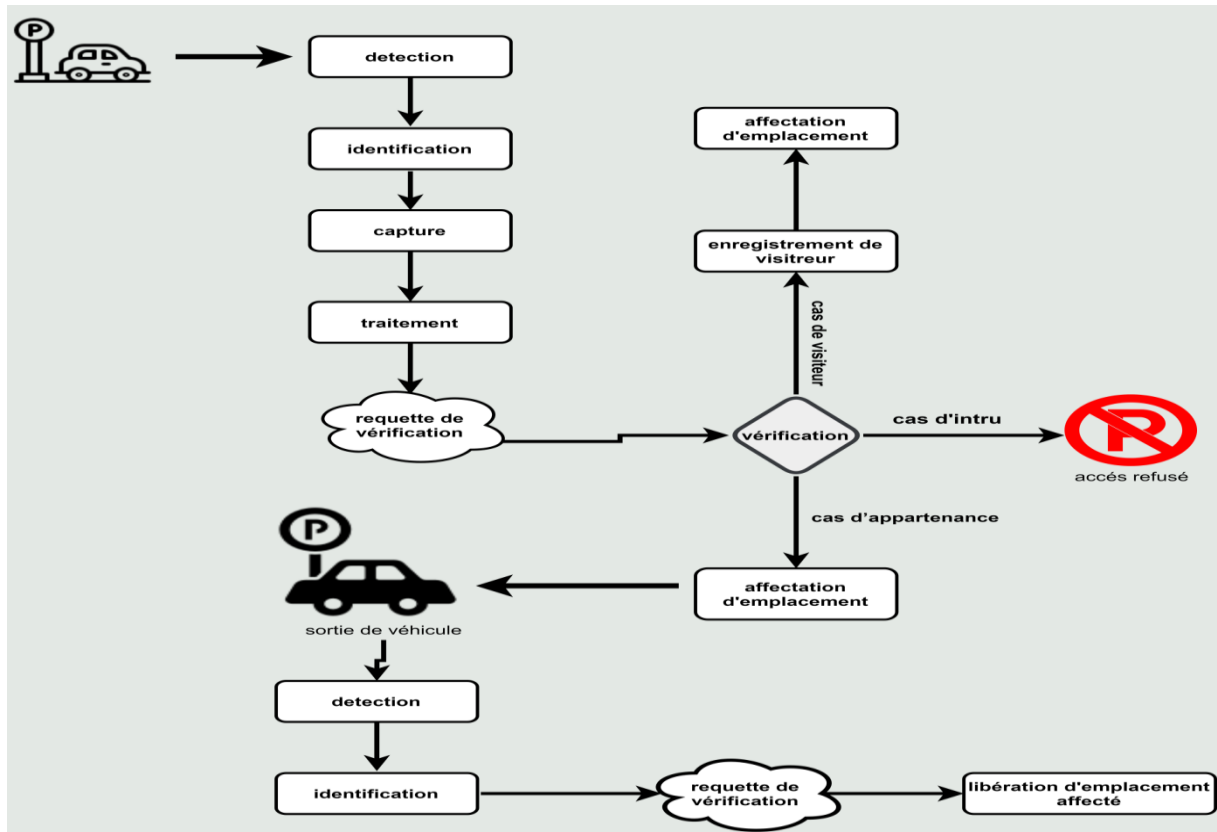 P
detection
identification
capture
traitement
requette de
vérification
affectation
d'emplacement
enregistrement de
visitreur
cas de visiteur
vérification
cas d'intru
P
accés refusé
cas d'appartenance
affectation
d'emplacement
P
sortie de véhicule
detection
identification
requette de
vérification
libération d'emplacement
affecté